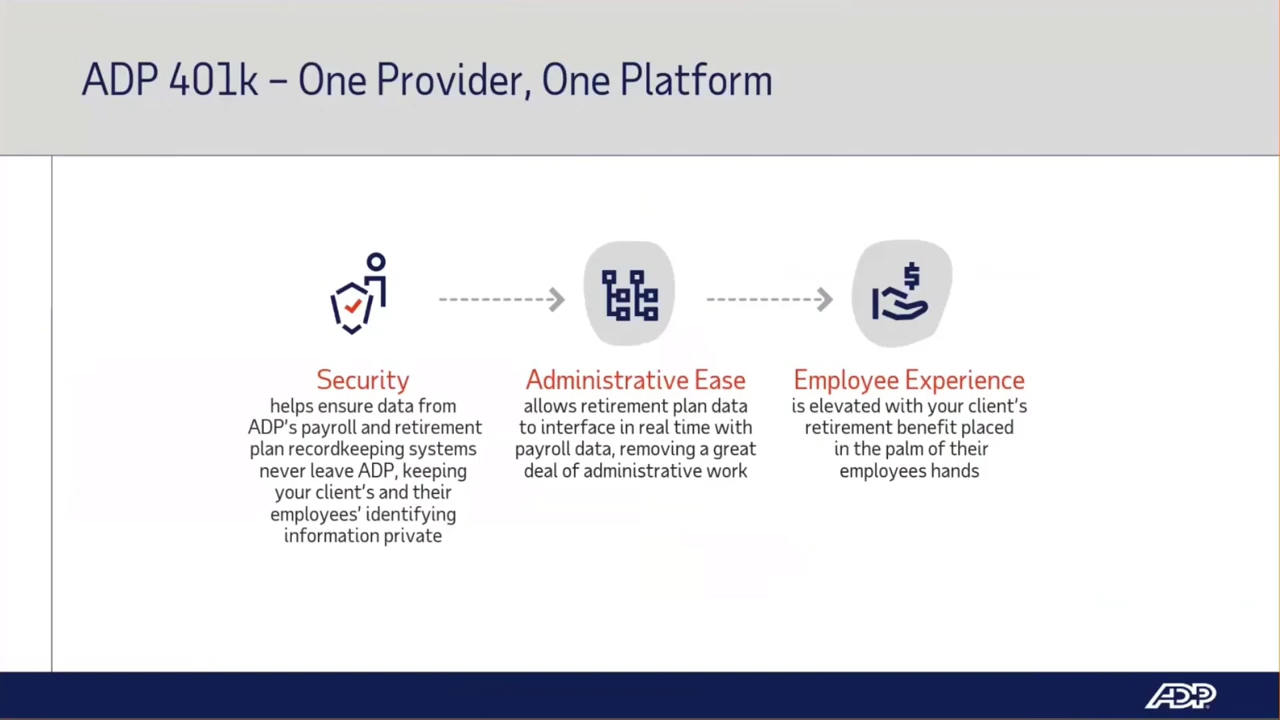 ADP 401k – One Provider, One Platform
Security
helps ensure data from
ADP's payroll and retirement
plan recordkeeping systems
never leave ADP, keeping
your client's and their
employees' identifying
information private
Administrative Ease
allows retirement plan data
to interface in real time with
payroll data, removing a great
deal of administrative work
Employee Experience
is elevated with your client's
retirement benefit placed
in the palm of their
employees hands
ADP